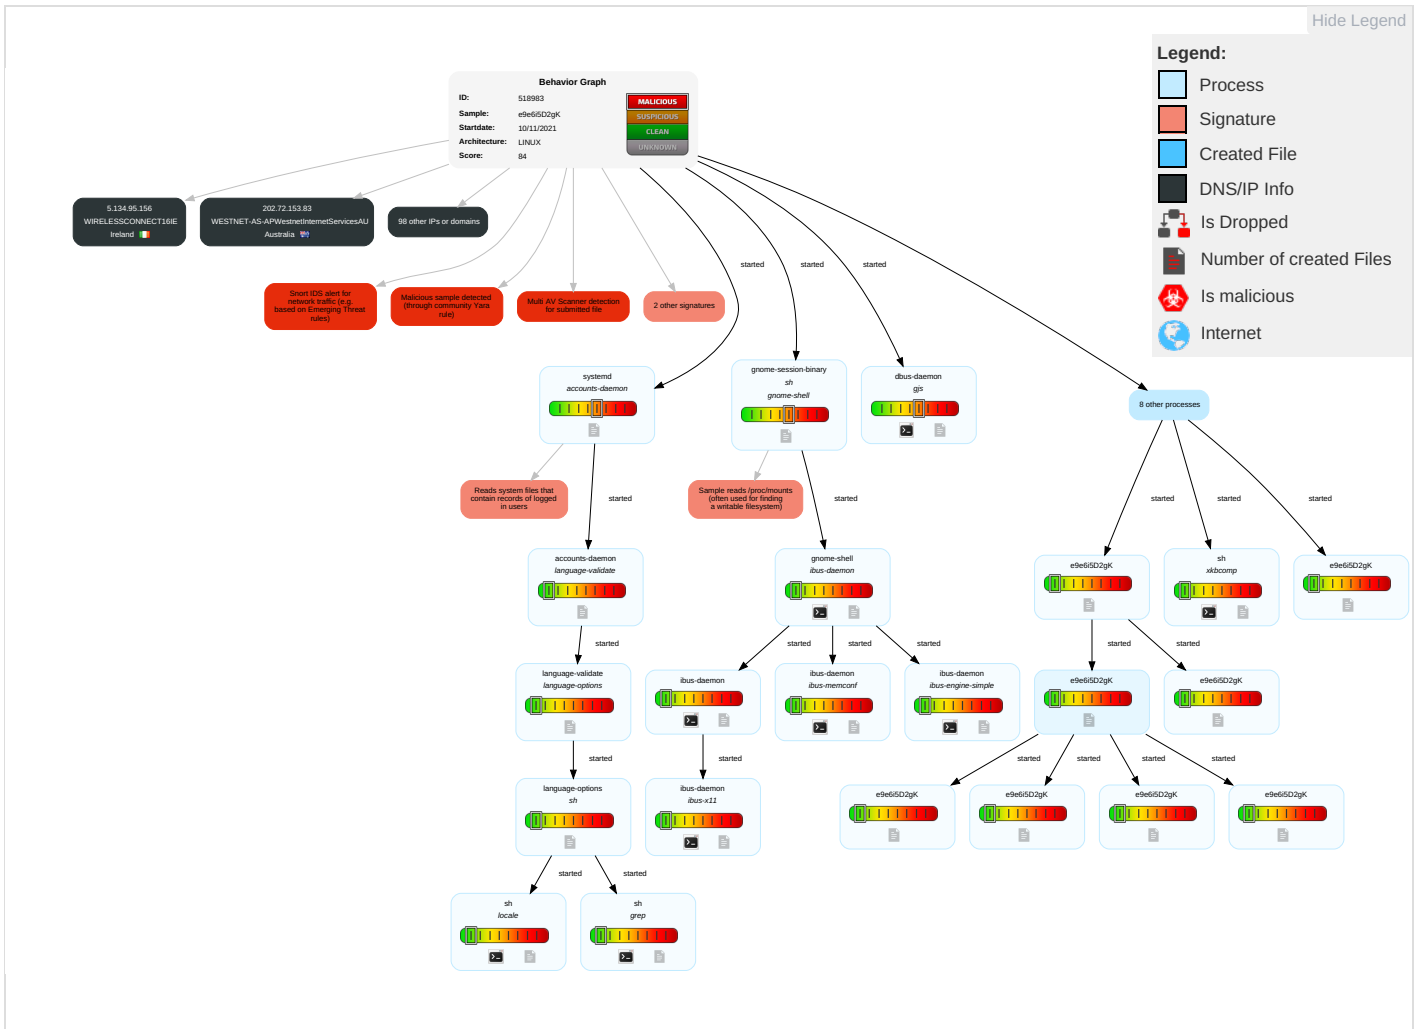 Hide Legend
Legend:
Process
Signature
Created File
DNS/IP Info
Is Dropped
Number of created Files
Is malicious
Internet
Behavior Graph
ID: 518983
Sample: e9e6i5D2gK
Startdate: 10/11/2021
Architecture: LINUX
Score: 84
MALICIOUS
SUSPICIOUS
CLEAN
UNKNOWN
5.134.95.156
WIRELESSCONNECT16IE
Ireland
202.72.153.83
WESTNET-AS-APWestnetInternetServicesAU
Australia
98 other IPs or domains
Snort IDS alert for
network traffic (e.g.
based on Emerging Threat
rules)
Malicious sample detected
(through community Yara
rule)
Multi AV Scanner detection
for submitted file
2 other signatures
started
started
started
systemd
accounts-daemon
gnome-session-binary
sh
gnome-shell
dbus-daemon
gjs
8 other processes
Reads system files that
contain records of logged
in users
started
Sample reads /proc/mounts
(often used for finding
a writable filesystem)
started
started
started
started
accounts-daemon
language-validate
gnome-shell
ibus-daemon
e9e6i5D2gK
sh
xkbcomp
e9e6i5D2gK
started
started
started
started
started
started
language-validate
language-options
ibus-daemon
ibus-daemon
ibus-memconf
ibus-daemon
ibus-engine-simple
e9e6i5D2gK
e9e6i5D2gK
started
started
started
started
started
started
language-options
sh
ibus-daemon
ibus-x11
e9e6i5D2gK
e9e6i5D2gK
e9e6i5D2gK
e9e6i5D2gK
started
started
sh
locale
sh
grep